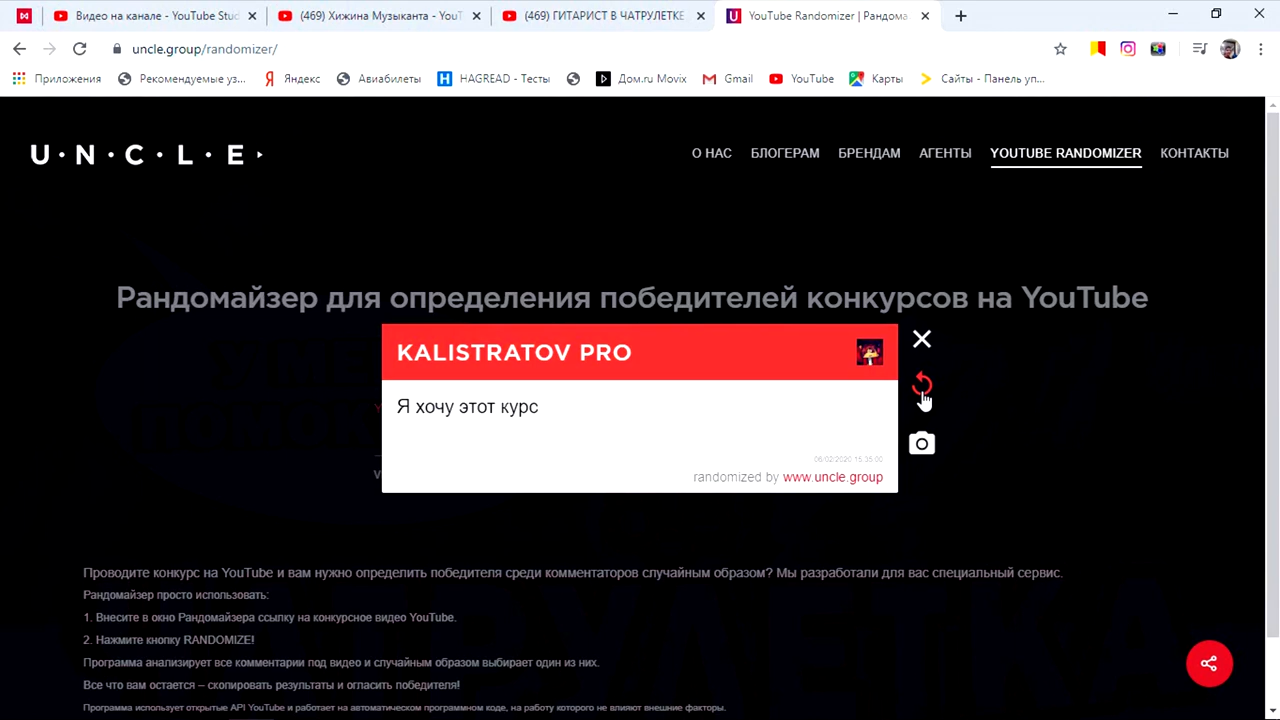 Видео на канале - YouTube Stud
(469) Хижина Музыканта - YouT
(469) ГИТАРИСТ В ЧАТРУЛЕТКЕ
YouTube Randomizer | Рандома
uncle.group/randomizer/
Приложения
Рекомендуемые уз...
Яндекс
Авиабилеты
HAGREAD - Тесты
Дом.ru Movix
Gmail
YouTube
Карты
Сайты - Панель уп...
U·N·C·L·E
О НАС
БЛОГЕРАМ
БРЕНДАМ
АГЕНТЫ
YOUTUBE RANDOMIZER
КОНТАКТЫ
Рандомайзер для определения победителей конкурсов на YouTube
KALISTRATOV PRO
Я хочу этот курс
06/02/2020 15:35:00
randomized by www.uncle.group
Проводите конкурс на YouTube и вам нужно определить победителя среди комментаторов случайным образом? Мы разработали для вас специальный сервис.
Рандомайзер просто использовать:
1. Внесите в окно Рандомайзера ссылку на конкурсное видео YouTube.
2. Нажмите кнопку RANDOMIZE!
Программа анализирует все комментарии под видео и случайным образом выбирает один из них.
Все что вам остается – скопировать результаты и огласить победителя!
Программа использует открытые API YouTube и работает на автоматическом программном коде, на работу которого не влияют внешние факторы.